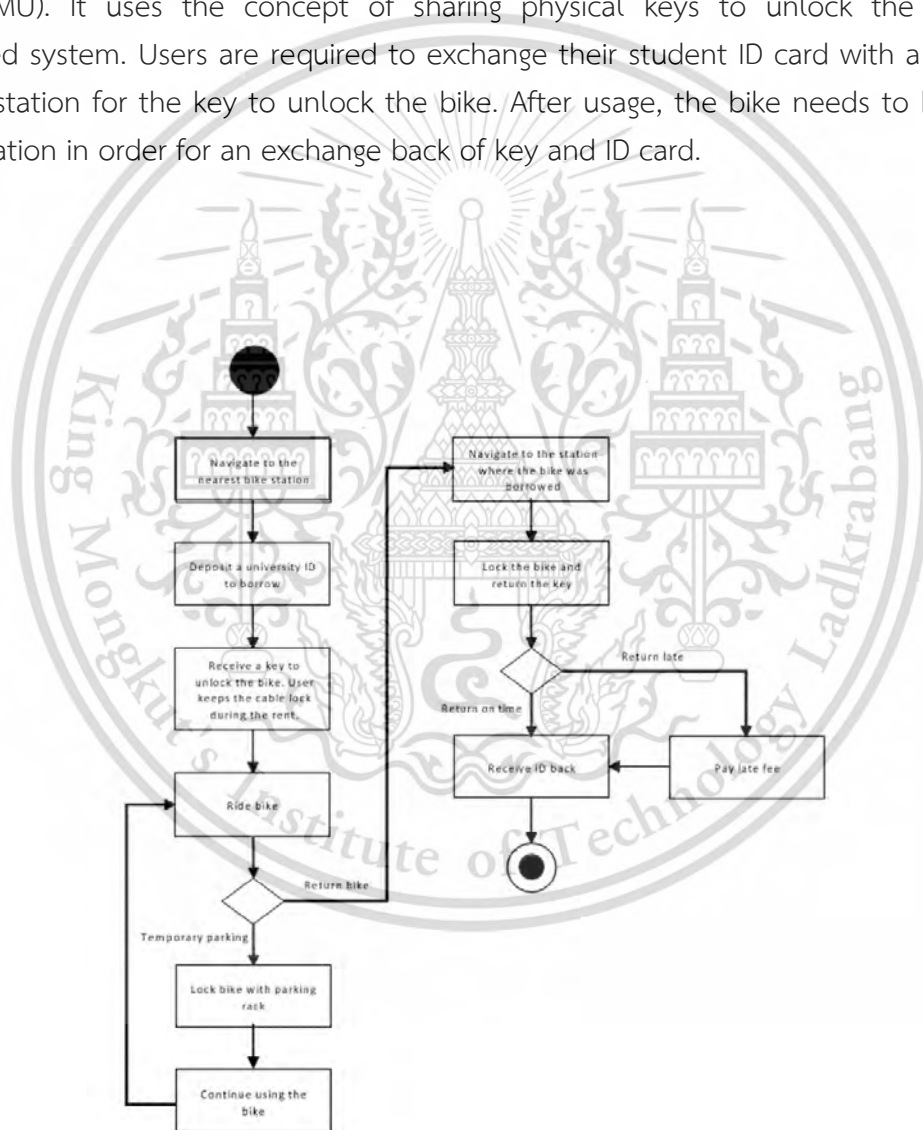 MU). It uses the concept of sharing physical keys to unlock the
ed system. Users are required to exchange their student ID card with a
station for the key to unlock the bike. After usage, the bike needs to
ation in order for an exchange back of key and ID card.
King Mongkut's Institute of Technology Ladkrabang
Navigate to the
nearest bike station
Deposit a university ID
to borrow
Receive a key to
unlock the bike. User
keeps the cable lock
during the rent.
Ride bike
Return bike
Temporary parking
Lock bike with parking
rack
Continue using the
bike
Navigate to the station
where the bike was
borrowed
Lock the bike and
return the key
Return late
Return on time
Receive ID back
Pay late fee